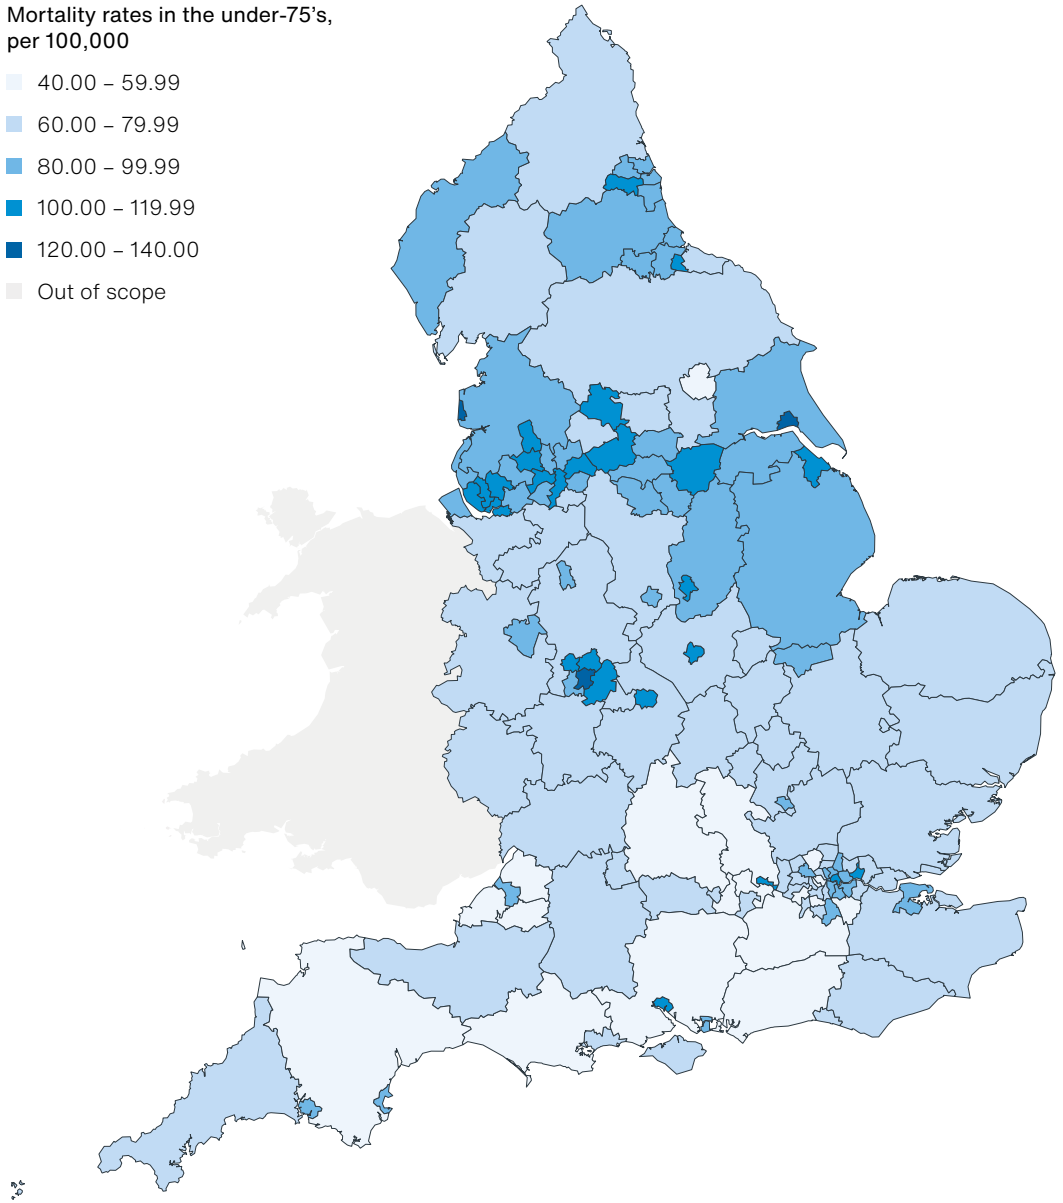 Mortality rates in the under-75’s,
per 100,000
40.00 – 59.99
60.00 – 79.99
80.00 – 99.99
100.00 – 119.99
120.00 – 140.00
Out of scope